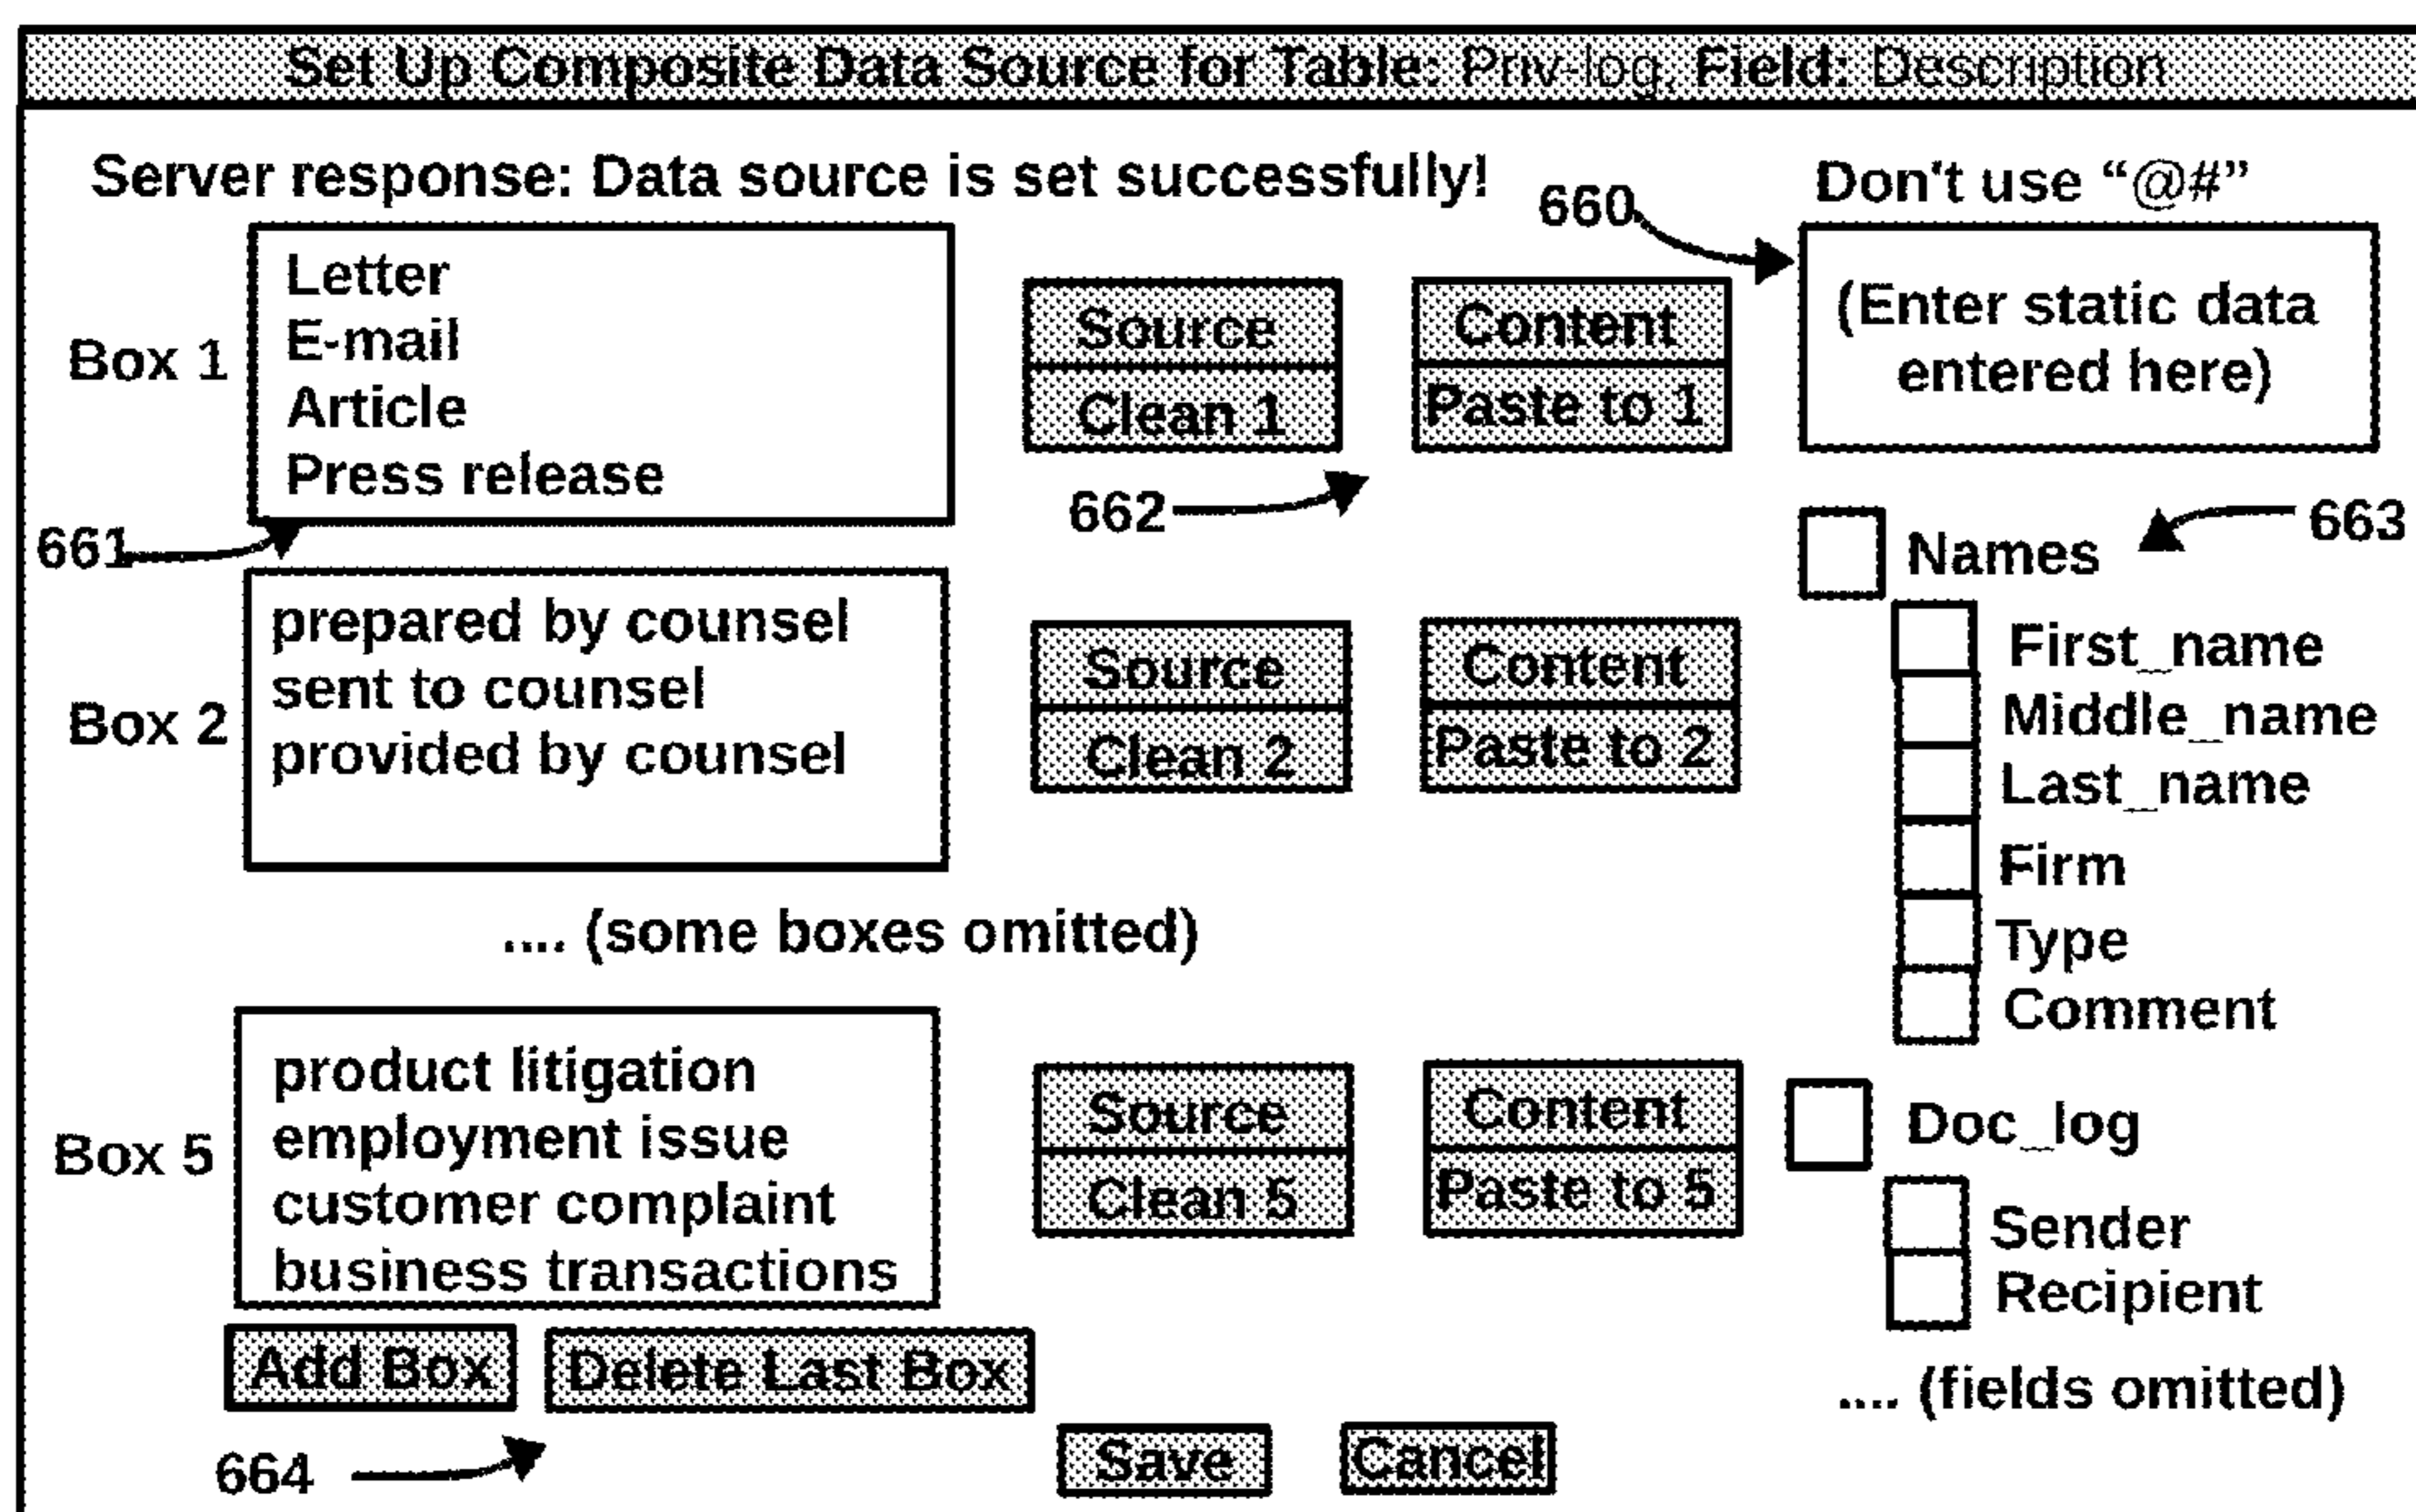 Set Up Composite Data Source for Table: Priv-log, Field: Description
Server response: Data source is set successfully!
660
Don't use “@#”
Box 1
Letter
E-mail
Article
Press release
Source
Clean 1
Content
Paste to 1
(Enter static data
entered here)
661
662
663
Box 2
prepared by counsel
sent to counsel
provided by counsel
Source
Clean 2
Content
Paste to 2
Names
First_name
Middle_name
Last_name
Firm
Type
Comment
.... (some boxes omitted)
Box 5
product litigation
employment issue
customer complaint
business transactions
Source
Clean 5
Content
Paste to 5
Doc_log
Sender
Recipient
.... (fields omitted)
Add Box
Delete Last Box
664
Save
Cancel